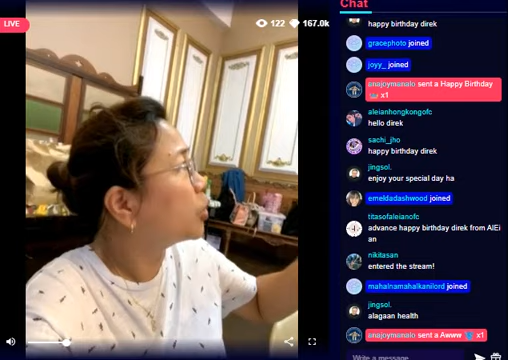 LIVE
122 167.0k
Chat
happy birthday direk
gracephoto joined
joyy_ joined
sent a Happy Birthday
x1
aleianhongkongofc
hello direk
sachi_jho
happy birthday direk
jingsol.
enjoy your special day ha
emeldadashwood joined
titasofaleianofc
advance happy birthday direk from AlEi
an
nikitasan
entered the stream!
mahalnamahalkanilord joined
jingsol.
alagaan health
sent a Awww x1
Write a message